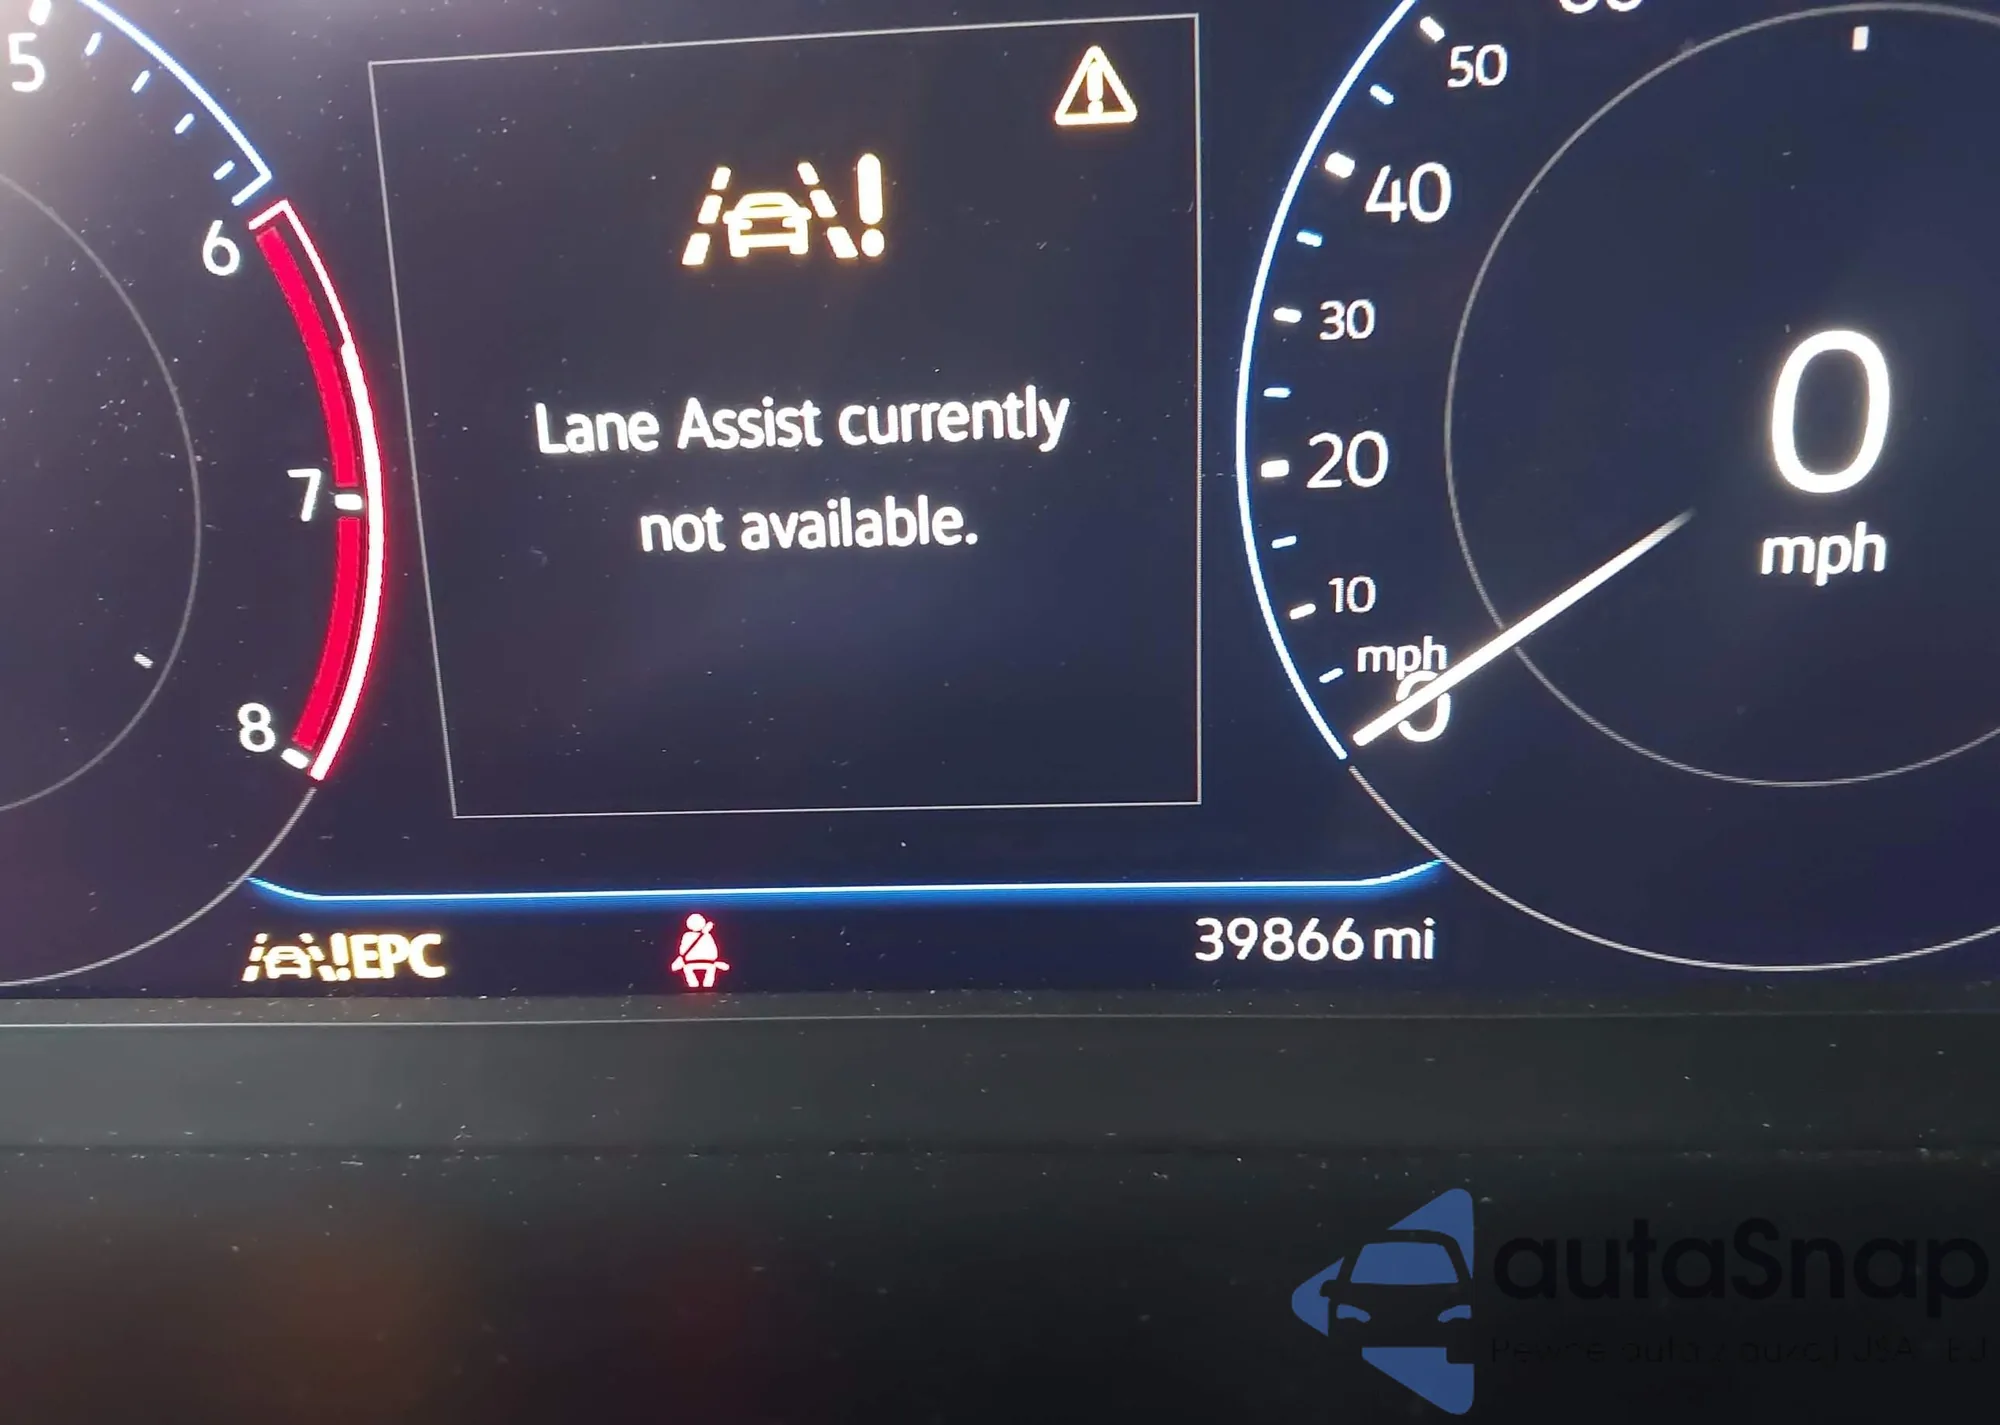 5
6
7
8
Lane Assist currently
not available.
50
40
30
20
10
mph
0
0
mph
EPC
39866 mi
autaSnap